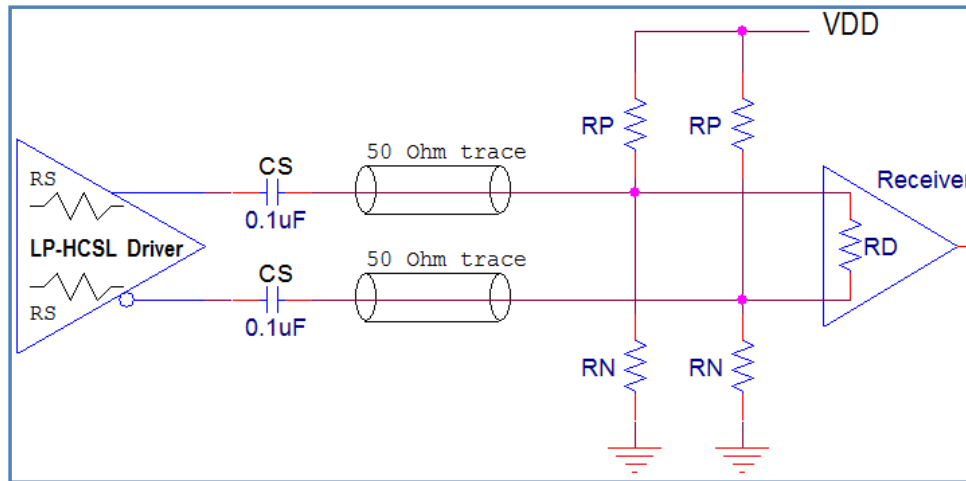 VDD
RP
RP
50 Ohm trace
CS
Receiver
RS
0.1uF
LP-HCSL Driver
RD
50 Ohm trace
CS
RS
0.1uF
RN
RN